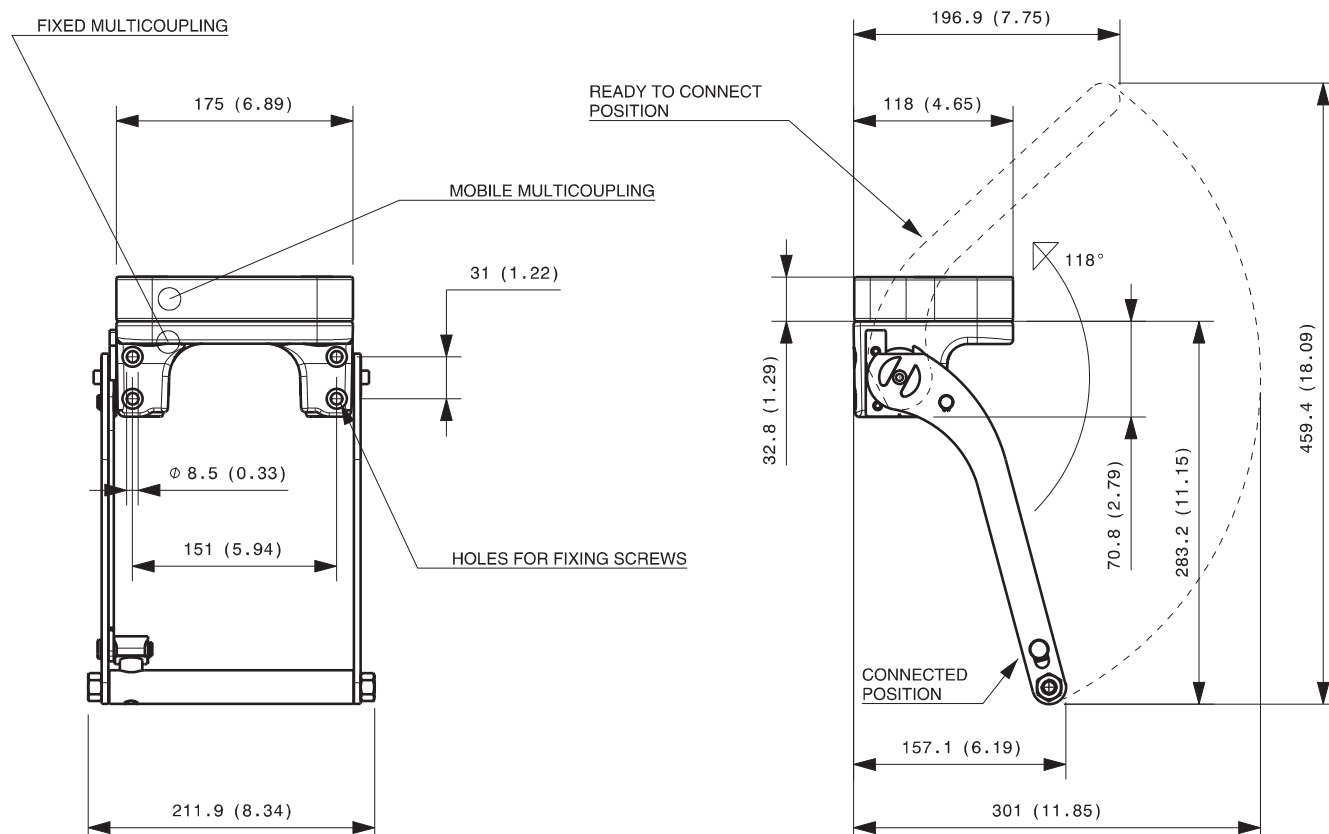 FIXED MULTICOUPLING
175 (6.89)
MOBILE MULTICOUPLING
31 (1.22)
Ø 8.5 (0.33)
151 (5.94)
HOLES FOR FIXING SCREWS
211.9 (8.34)
196.9 (7.75)
READY TO CONNECT
POSITION
118 (4.65)
118°
32.8 (1.29)
70.8 (2.79)
283.2 (11.15)
459.4 (18.09)
CONNECTED
POSITION
157.1 (6.19)
301 (11.85)